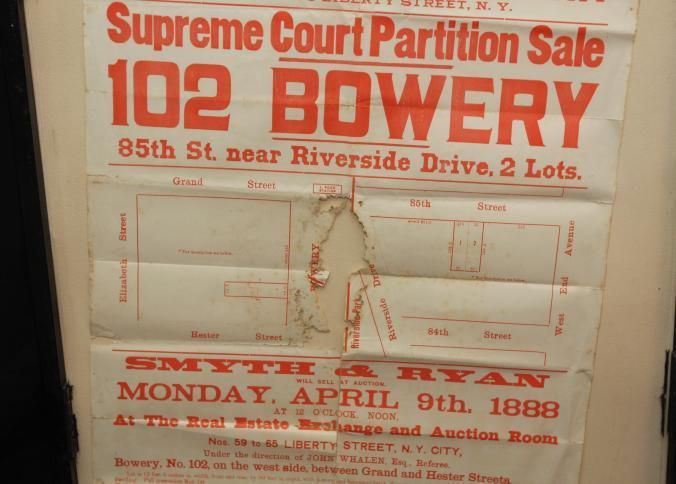 LIBERTY STREET, N. Y.
Supreme Court Partition Sale
102 BOWERY
85th St. near Riverside Drive, 2 Lots.
Grand Street
Elizabeth Street
BOWERY
Hester Street
85th Street
1 2
West End Avenue
Riverside Park
Riverside Drive
84th Street
SMYTH & RYAN
WILL SELL AT AUCTION,
MONDAY, APRIL 9th, 1888
AT 12 O'CLOCK, NOON,
At The Real Estate Exchange and Auction Room
Nos. 59 to 65 LIBERTY STREET, N. Y. CITY,
Under the direction of JOHN WHALEN, Esq., Referee.
Bowery, No. 102, on the west side, between Grand and Hester Streets.